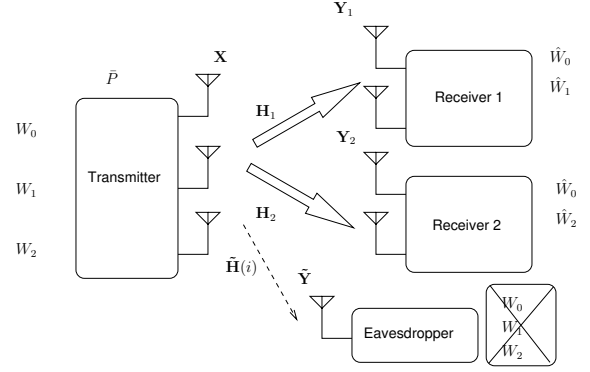 Y₁
X
P̄
Ŵ₀
Ŵ₁
Receiver 1
H₁
W₀
Y₂
Transmitter
W₁
Ŵ₀
Ŵ₂
Receiver 2
H₂
W₂
H̃(i)
Ỹ
W₀
W₁
W₂
Eavesdropper